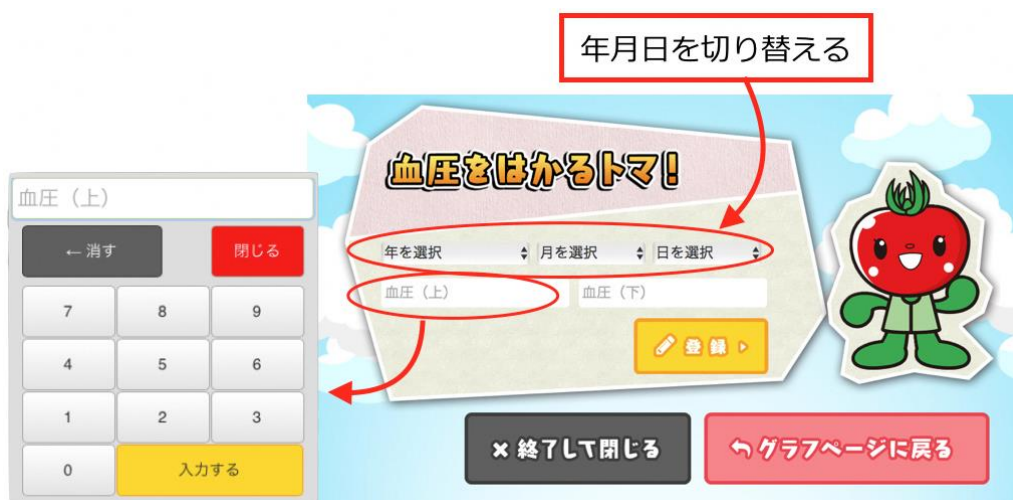 年月日を切り替える
血圧をはかるトマ!
年を選択 月を選択 日を選択
血圧（上） 血圧（下）
登録
×終了して閉じる
グラフページに戻る
血圧（上）
←消す 閉じる
7 8 9
4 5 6
1 2 3
0 入力する